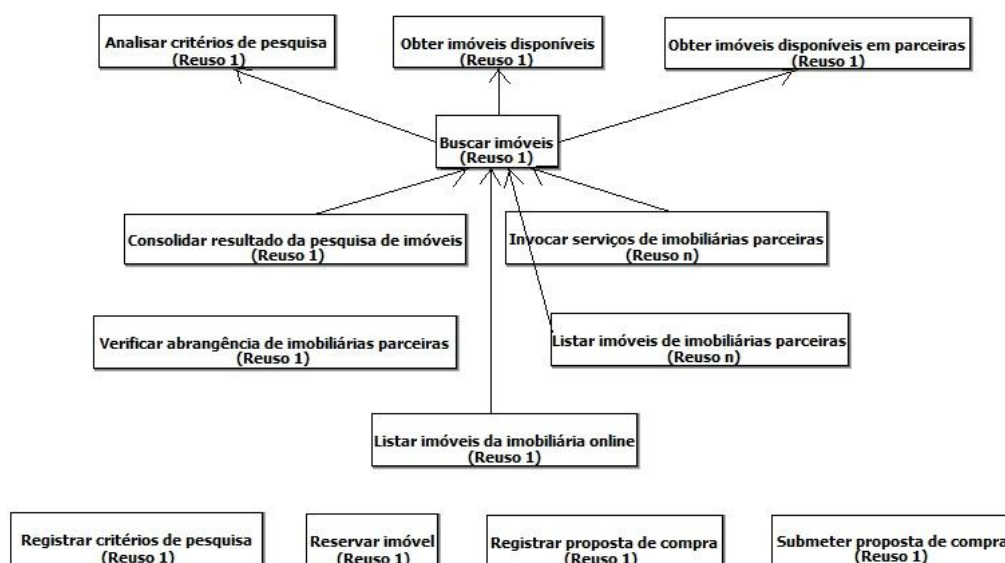 Analisar critérios de pesquisa
(Reuso 1)
Obter imóveis disponíveis
(Reuso 1)
Obter imóveis disponíveis em parceiras
(Reuso 1)
Buscar imóveis
(Reuso 1)
Consolidar resultado da pesquisa de imóveis
(Reuso 1)
Invocar serviços de imobiliárias parceiras
(Reuso n)
Verificar abrangência de imobiliárias parceiras
(Reuso 1)
Listar imóveis de imobiliárias parceiras
(Reuso n)
Listar imóveis da imobiliária online
(Reuso 1)
Registrar critérios de pesquisa
(Reuso 1)
Reservar imóvel
(Reuso 1)
Registrar proposta de compra
(Reuso 1)
Submeter proposta de compra
(Reuso 1)